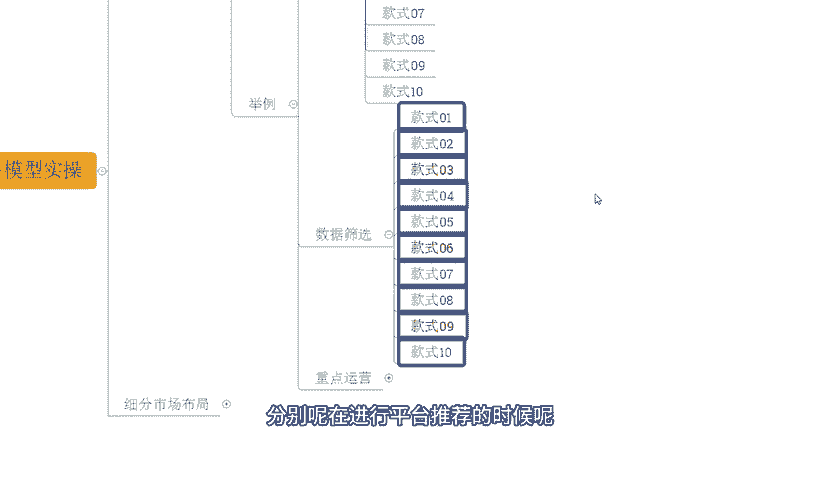 款式07
款式08
款式09
举例
款式10
款式01
款式02
模型实操
款式03
款式04
款式05
数据筛选
款式06
款式07
款式08
款式09
款式10
重点运营
细分市场布局
分别呢在进行平台推荐的时候呢